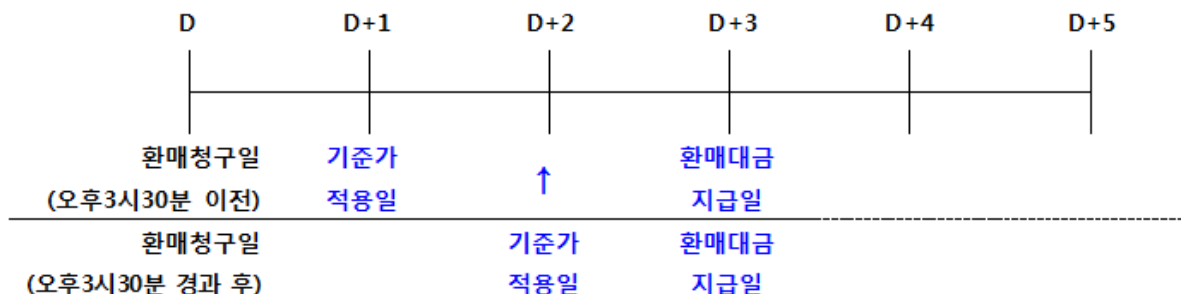 D D+1 D+2 D+3 D+4 D+5
환매청구일 기준가 환매대금
(오후3시30분 이전) 적용일 ↑ 지급일
환매청구일 기준가 환매대금
(오후3시30분 경과 후) 적용일 지급일